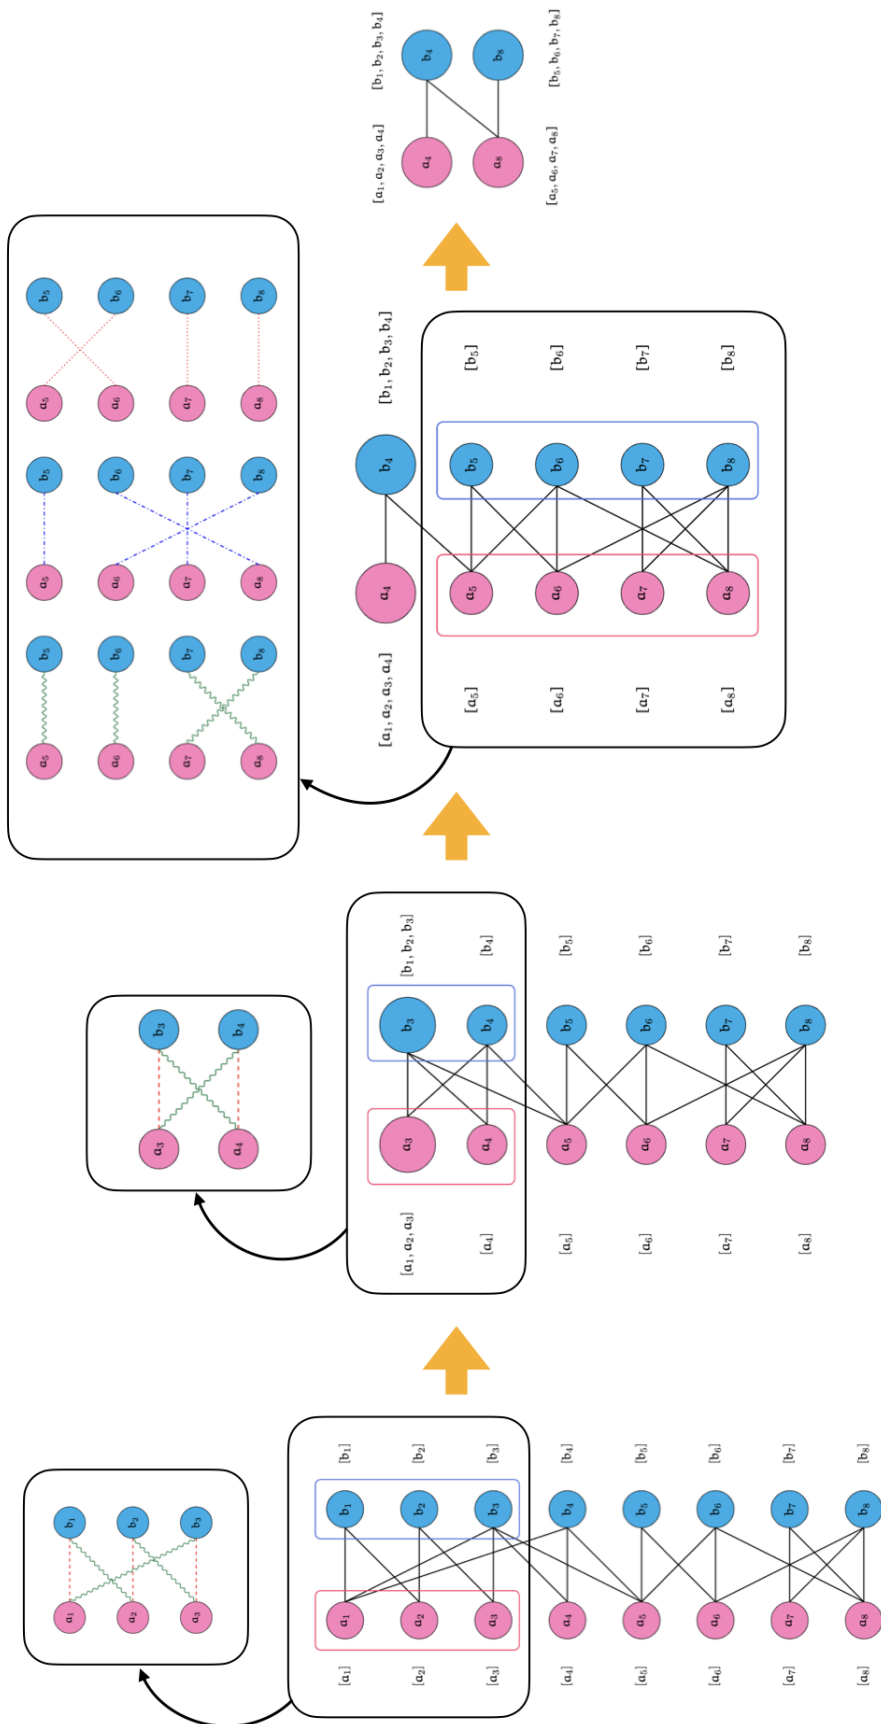 a₁ b₁
a₂ b₂
a₃ b₃
[a₁] a₁ b₁ [b₁]
[a₂] a₂ b₂ [b₂]
[a₃] a₃ b₃ [b₃]
[a₄] a₄ b₄ [b₄]
[a₅] a₅ b₅ [b₅]
[a₆] a₆ b₆ [b₆]
[a₇] a₇ b₇ [b₇]
[a₈] a₈ b₈ [b₈]
a₃ b₃
a₄ b₄
[a₁, a₂, a₃] a₃ b₃ [b₁, b₂, b₃]
[a₄] a₄ b₄ [b₄]
[a₅] a₅ b₅ [b₅]
[a₆] a₆ b₆ [b₆]
[a₇] a₇ b₇ [b₇]
[a₈] a₈ b₈ [b₈]
a₅ b₅ a₅ b₅ a₅ b₅
a₆ b₆ a₆ b₆ a₆ b₆
a₇ b₇ a₇ b₇ a₇ b₇
a₈ b₈ a₈ b₈ a₈ b₈
[a₁, a₂, a₃, a₄] a₄ b₄ [b₁, b₂, b₃, b₄]
[a₅] a₅ b₅ [b₅]
[a₆] a₆ b₆ [b₆]
[a₇] a₇ b₇ [b₇]
[a₈] a₈ b₈ [b₈]
[a₁, a₂, a₃, a₄] [b₁, b₂, b₃, b₄]
a₄ b₄
a₈ b₈
[a₅, a₆, a₇, a₈] [b₅, b₆, b₇, b₈]